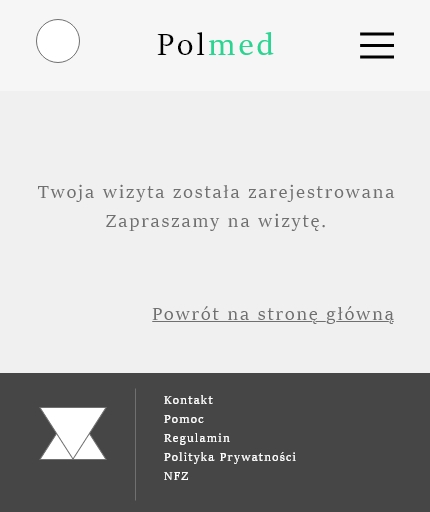 Polmed
Twoja wizyta została zarejestrowana
Zapraszamy na wizytę.
Powrót na stronę główną
Kontakt
Pomoc
Regulamin
Polityka Prywatności
NFZ